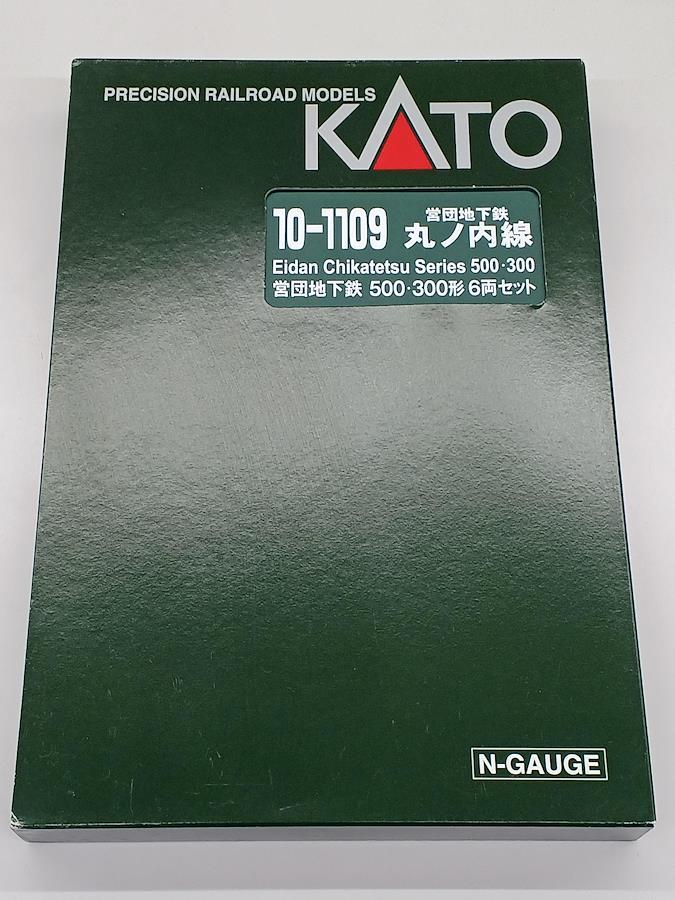 PRECISION RAILROAD MODELS
KATO
営団地下鉄
10-1109 丸ノ内線
Eidan Chikatetsu Series 500·300
営団地下鉄 500·300形 6両セット
N-GAUGE